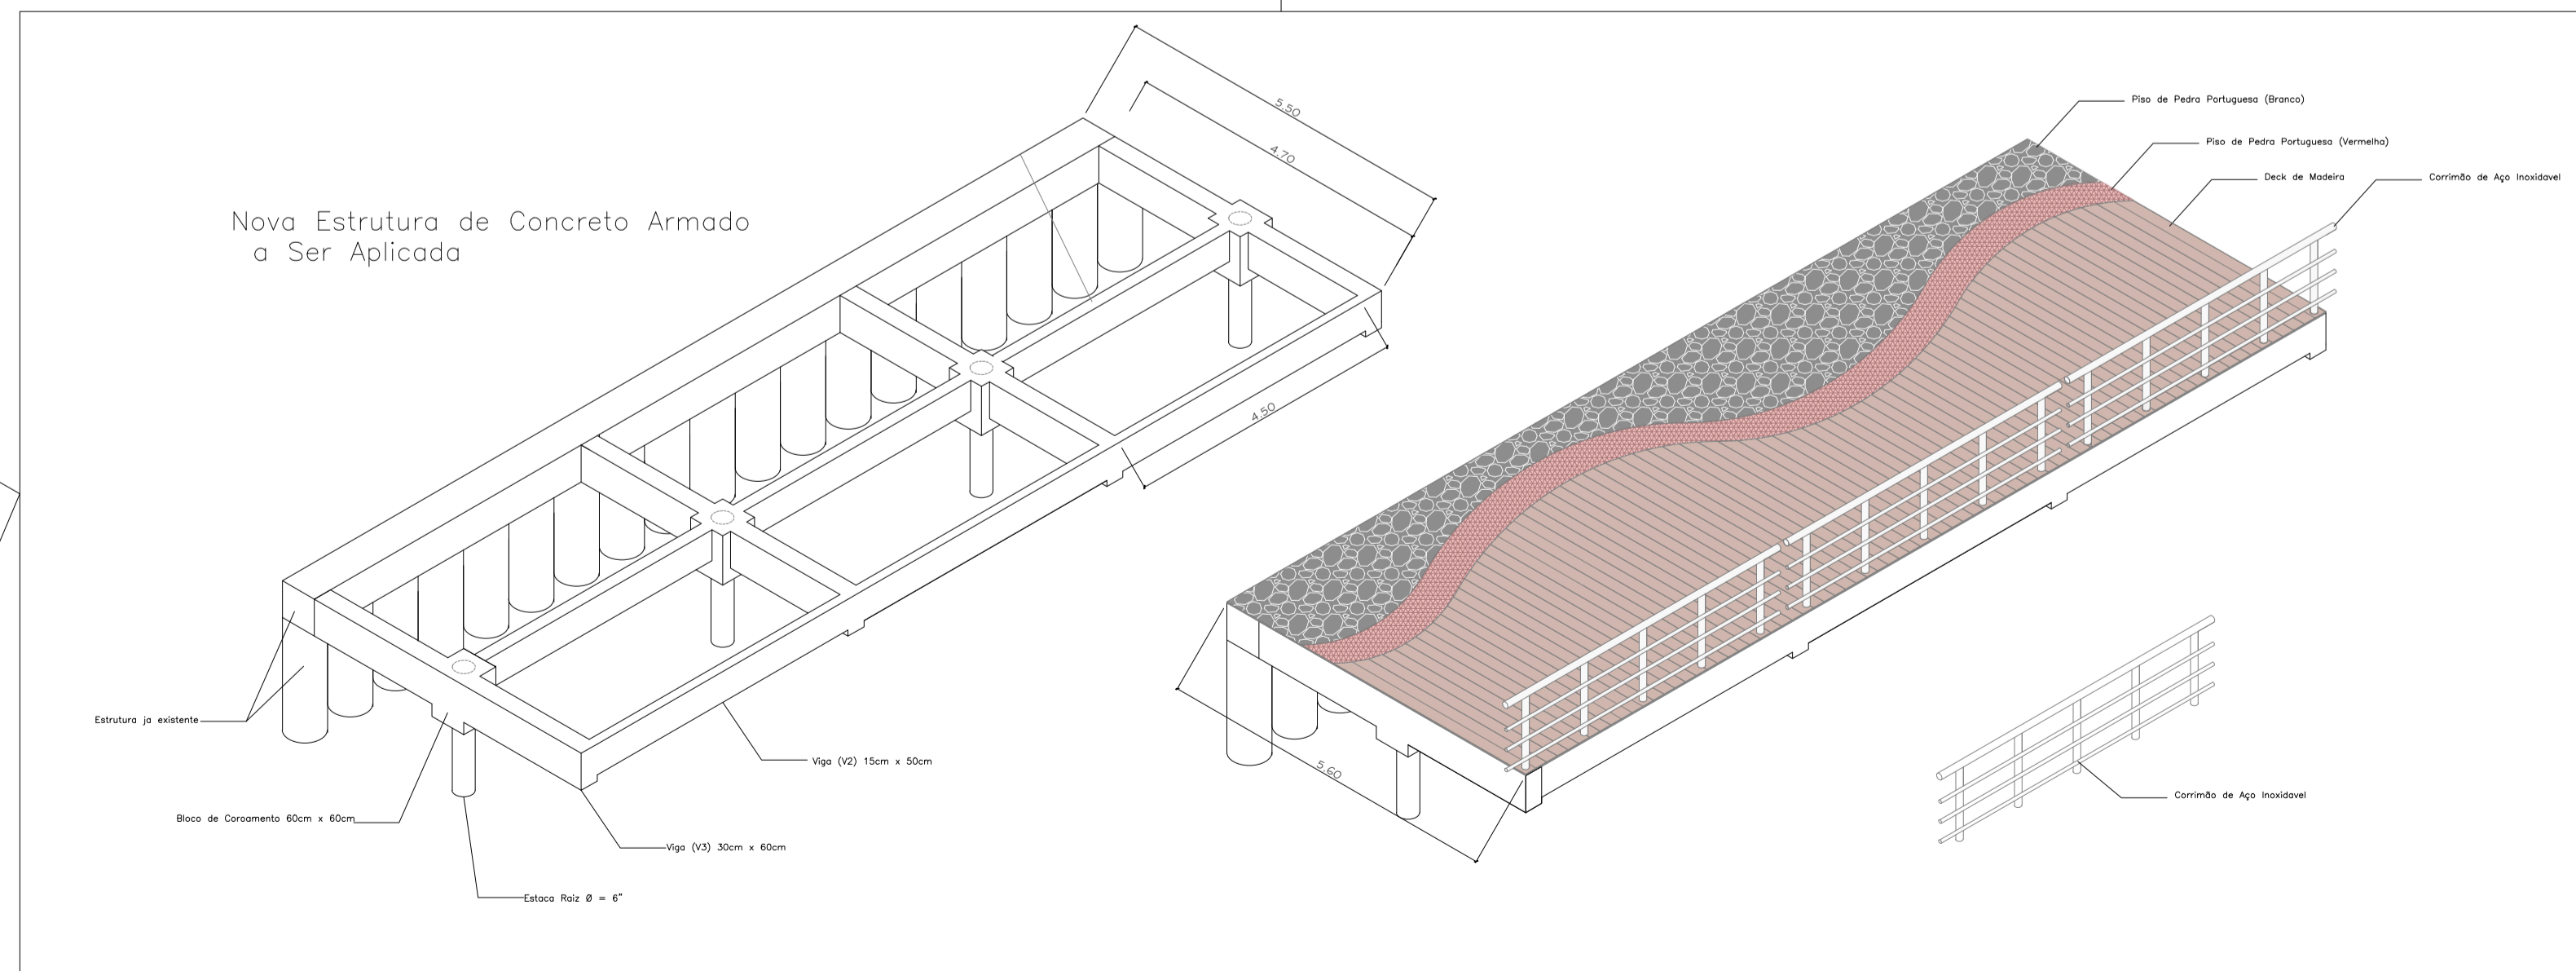 Nova Estrutura de Concreto Armado
a Ser Aplicada
5,50
4,70
4,50
Estrutura ja existente
Bloco de Coroamento 60cm x 60cm
Estaca Raiz Ø = 6"
Viga (V3) 30cm x 60cm
Viga (V2) 15cm x 50cm
Piso de Pedra Portuguesa (Branco)
Piso de Pedra Portuguesa (Vermelha)
Deck de Madeira
Corrimão de Aço Inoxidavel
5,60
Corrimão de Aço Inoxidavel